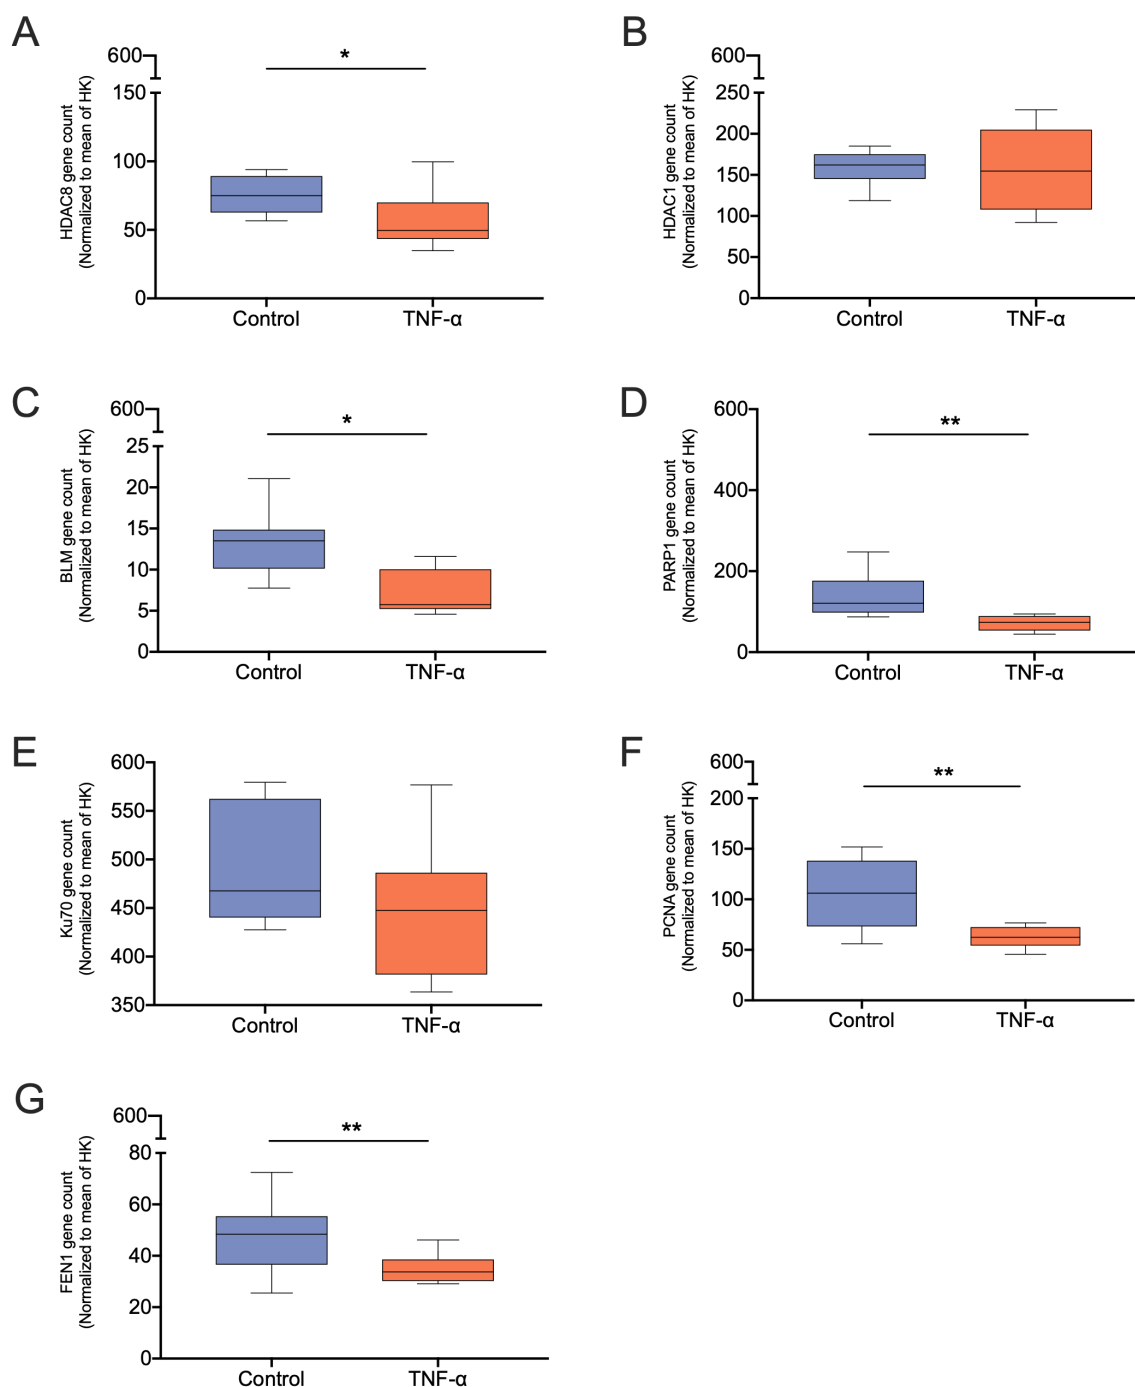 A
HDAC8 gene count
(Normalized to mean of HK)
600
150
100
50
0
*
Control
TNF-α
B
HDAC1 gene count
(Normalized to mean of HK)
600
250
200
150
100
50
0
Control
TNF-α
C
BLM gene count
(Normalized to mean of HK)
600
25
20
15
10
5
0
*
Control
TNF-α
D
PARP1 gene count
(Normalized to mean of HK)
600
400
200
0
**
Control
TNF-α
E
Ku70 gene count
(Normalized to mean of HK)
600
550
500
450
400
350
Control
TNF-α
F
PCNA gene count
(Normalized to mean of HK)
600
200
150
100
50
0
**
Control
TNF-α
G
FEN1 gene count
(Normalized to mean of HK)
600
80
60
40
20
0
**
Control
TNF-α